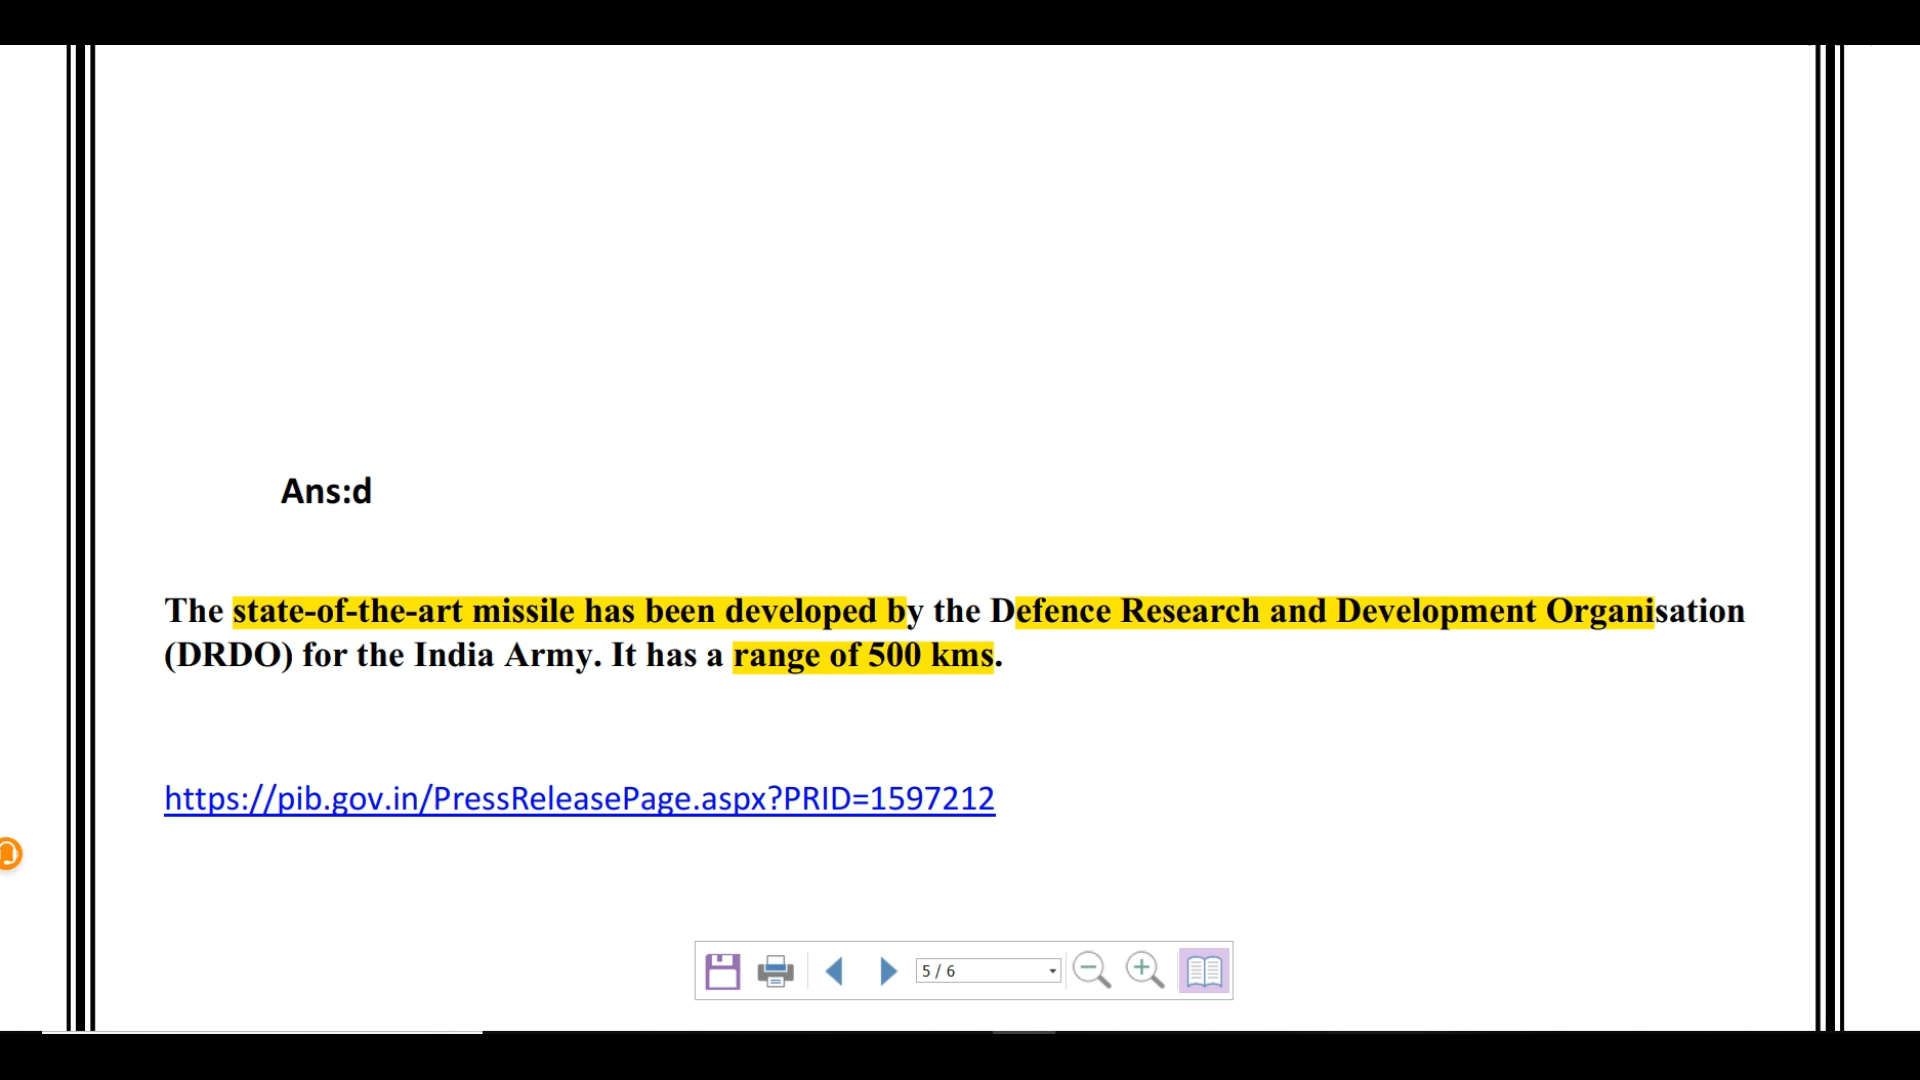 Ans:d
The state-of-the-art missile has been developed by the Defence Research and Development Organisation
(DRDO) for the India Army. It has a range of 500 kms.
https://pib.gov.in/PressReleasePage.aspx?PRID=1597212
5 / 6